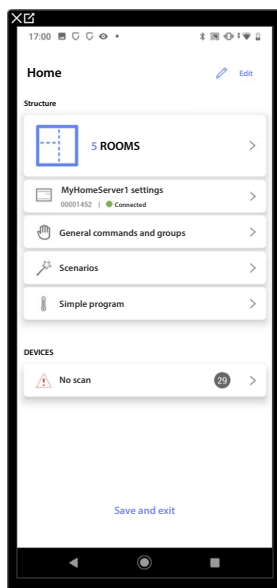 17:00
Home
Edit
Structure
5 ROOMS
MyHomeServer1 settings
00001452 | Connected
General commands and groups
Scenarios
Simple program
DEVICES
No scan
29
Save and exit